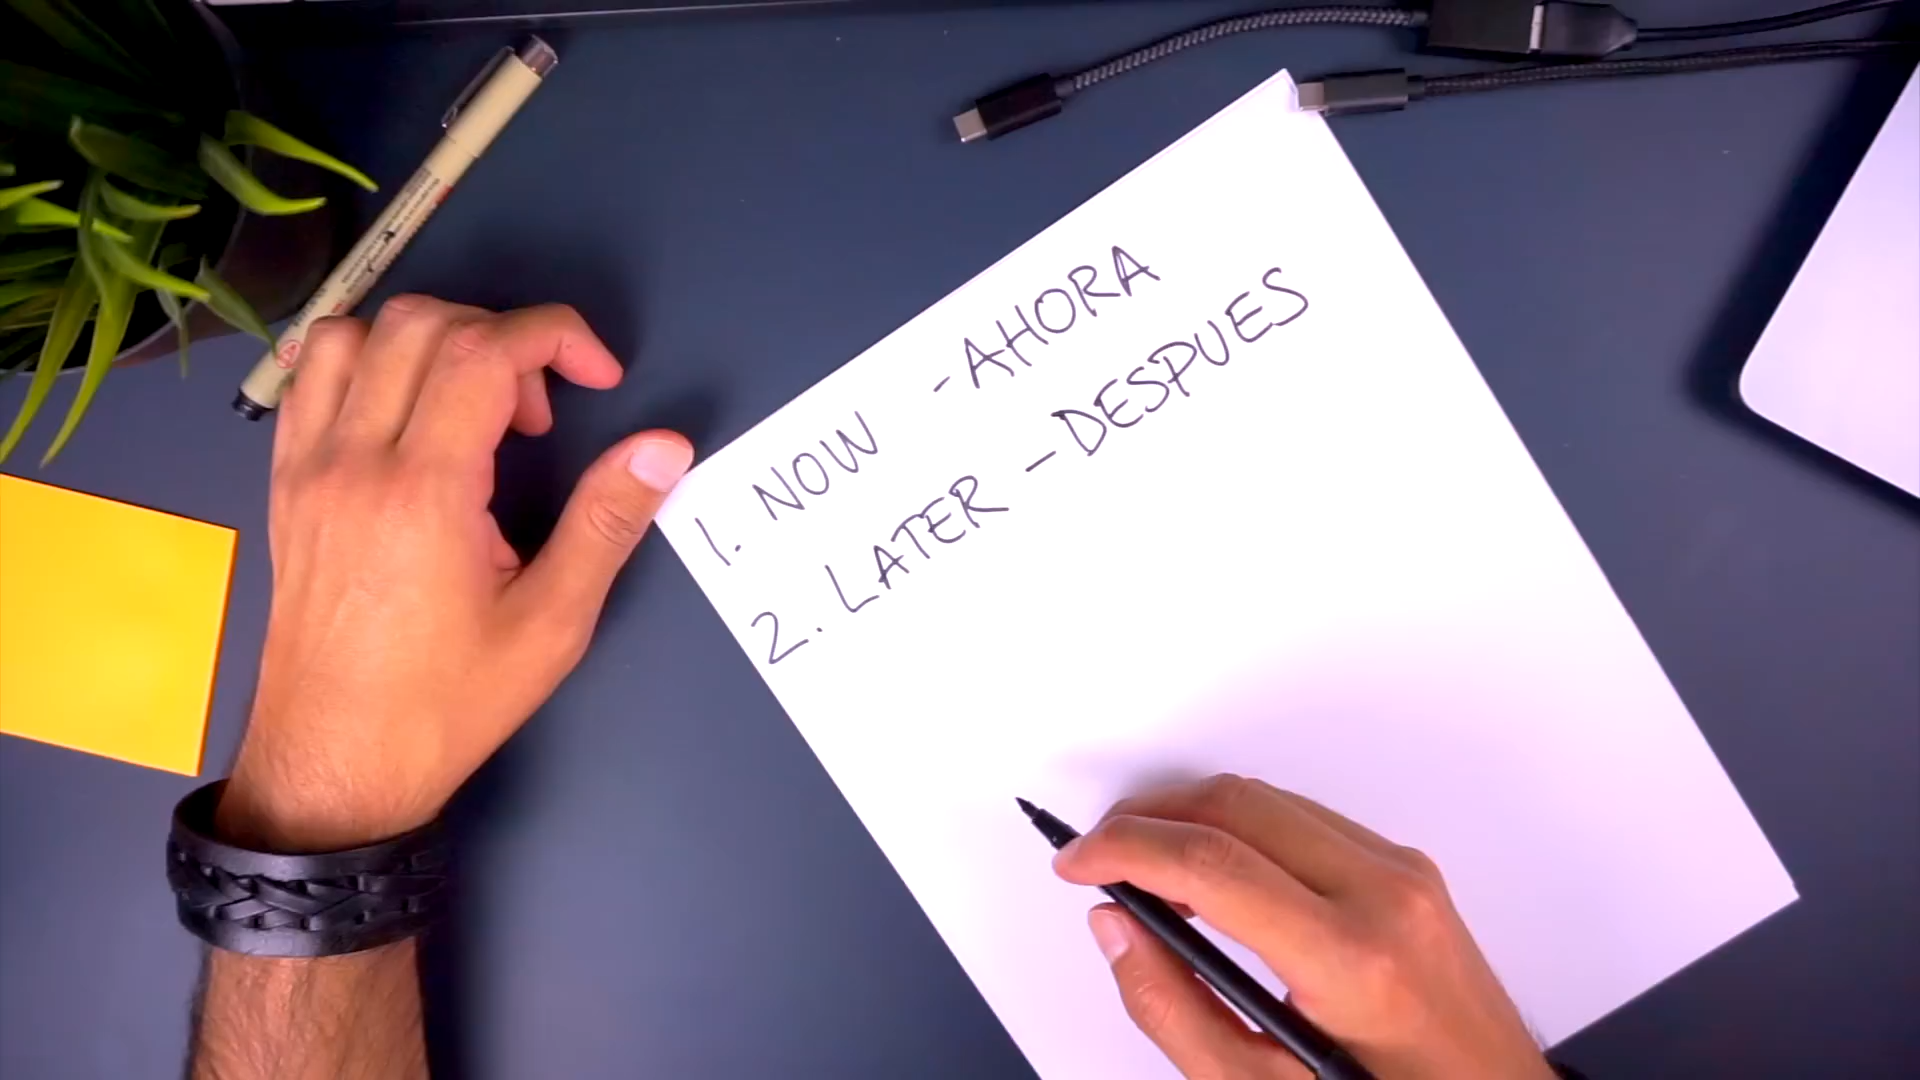 1. NOW - AHORA
2. LATER - DESPUES